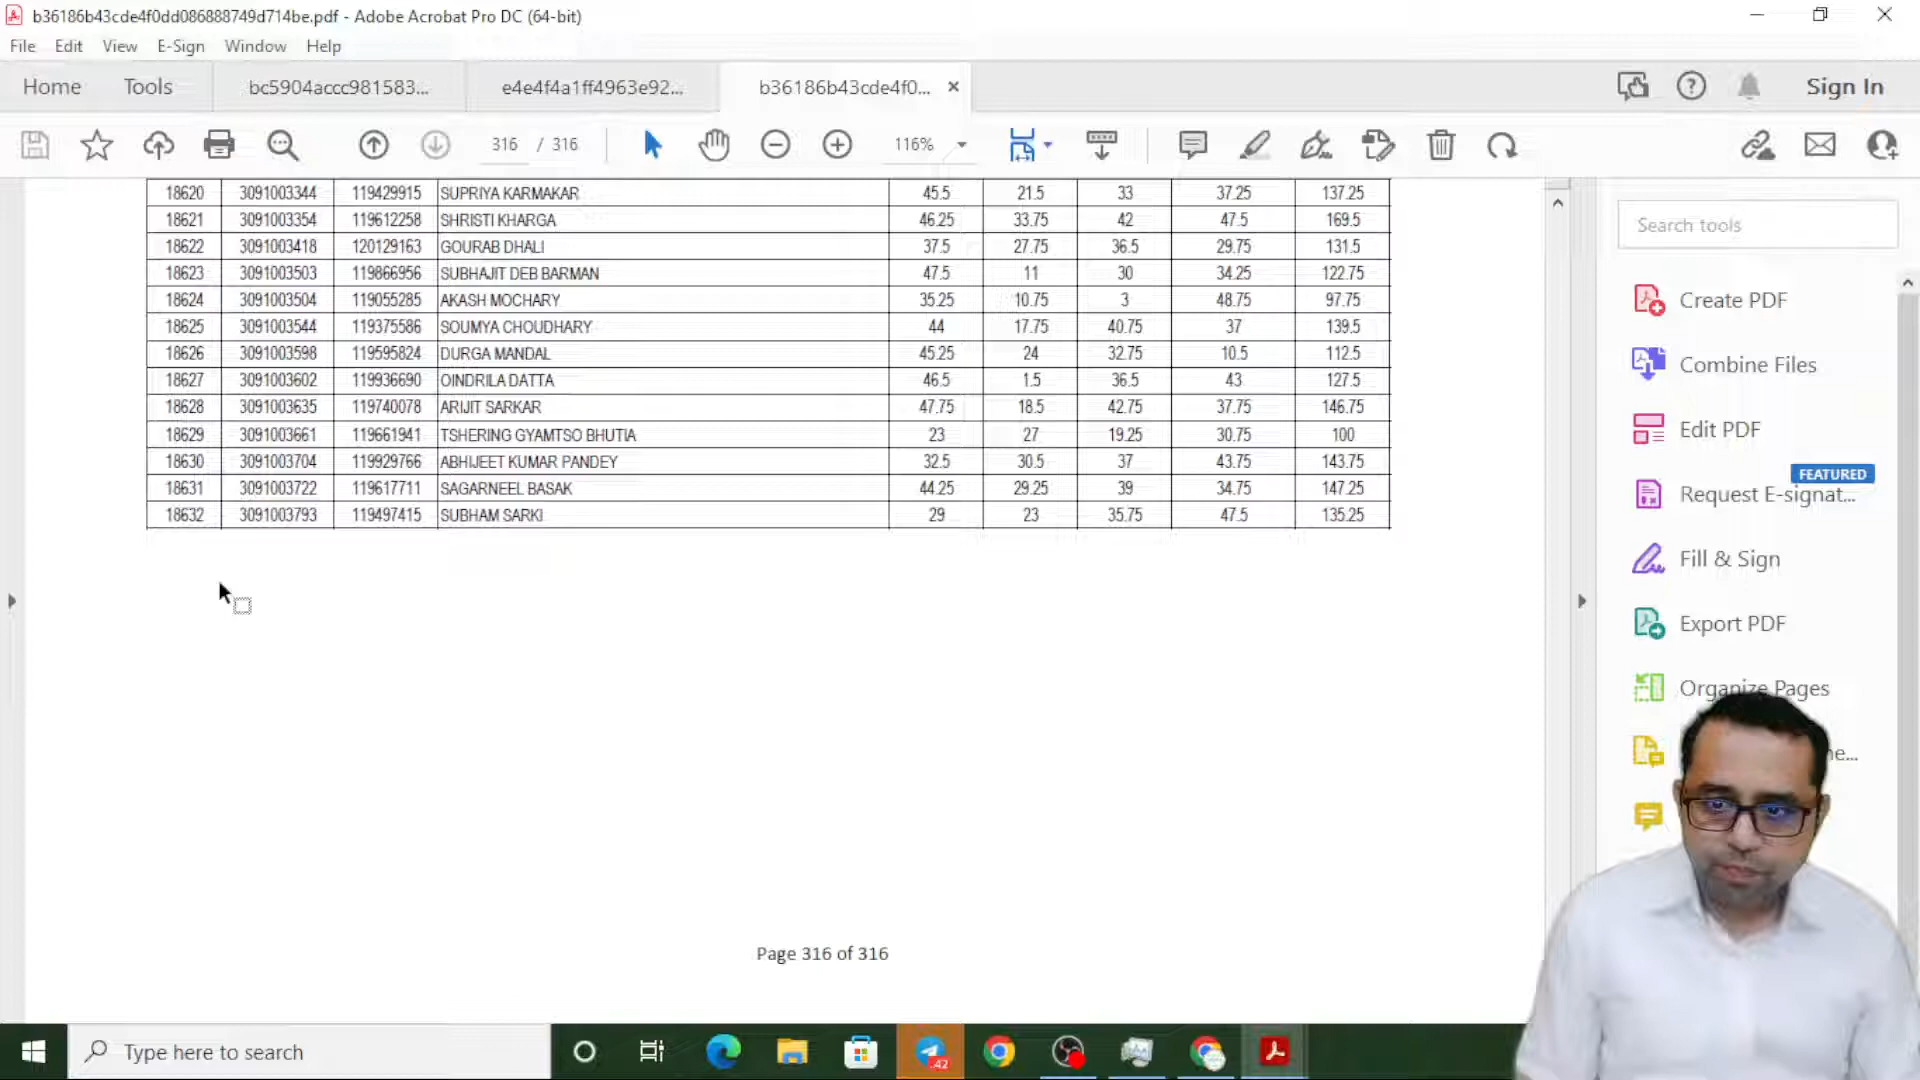 b36186b43cde4f0dd086888749d714be.pdf - Adobe Acrobat Pro DC (64-bit)
File Edit View E-Sign Window Help
Home Tools bc5904accc981583... e4e4f4a1ff4963e92... b36186b43cde4f0... Sign In
316 / 316 116%
18620 3091003344 119429915 SUPRIYA KARMAKAR 45.5 21.5 33 37.25 137.25
18621 3091003354 119612258 SHRISTI KHARGA 46.25 33.75 42 47.5 169.5
18622 3091003418 120129163 GOURAB DHALI 37.5 27.75 36.5 29.75 131.5
18623 3091003503 119866956 SUBHAJIT DEB BARMAN 47.5 11 30 34.25 122.75
18624 3091003504 119055285 AKASH MOCHARY 35.25 10.75 3 48.75 97.75
18625 3091003544 119375586 SOUMYA CHOUDHARY 44 17.75 40.75 37 139.5
18626 3091003598 119595824 DURGA MANDAL 45.25 24 32.75 10.5 112.5
18627 3091003602 119936690 OINDRILA DATTA 46.5 1.5 36.5 43 127.5
18628 3091003635 119740078 ARIJIT SARKAR 47.75 18.5 42.75 37.75 146.75
18629 3091003661 119661941 TSHERING GYAMTSO BHUTIA 23 27 19.25 30.75 100
18630 3091003704 119929766 ABHIJEET KUMAR PANDEY 32.5 30.5 37 43.75 143.75
18631 3091003722 119617711 SAGARNEEL BASAK 44.25 29.25 39 34.75 147.25
18632 3091003793 119497415 SUBHAM SARKI 29 23 35.75 47.5 135.25
Page 316 of 316
Search tools
Create PDF
Combine Files
Edit PDF
FEATURED
Request E-signat...
Fill & Sign
Export PDF
Organize Pages
Type here to search
42